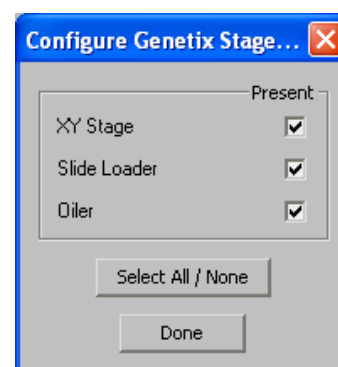 Configure Genetix Stage...
Present
XY Stage
Slide Loader
Oiler
Select All / None
Done